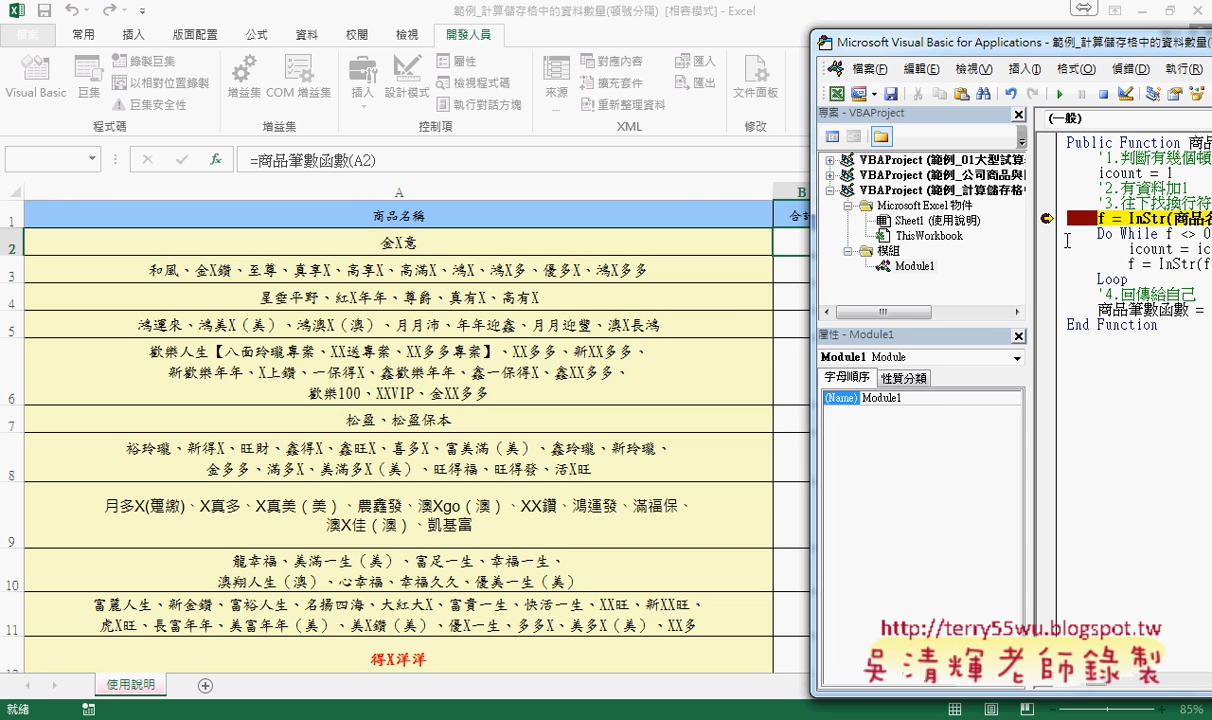 範例_計算儲存格中的資料數量(頓號分隔) [相容模式] - Excel
檔案 常用 插入 版面配置 公式 資料 校閱 檢視 開發人員
Visual Basic 巨集 錄製巨集 以相對位置錄製 巨集安全性 程式碼
增益集 COM 增益集 增益集
插入 設計模式 屬性 檢視程式碼 執行對話方塊 控制項
來源 對應內容 擴充套件 重新整理資料 匯入 匯出 XML
文件面板 修改
=商品筆數函數(A2)
A B
1 商品名稱 合計
2 金X意
3 和風、金X鑽、至尊、真享X、高享X、高滿X、鴻X、鴻X多、優多X、鴻X多多
4 星垂平野、紅X年年、尊爵、真有X、高有X
5 鴻運來、鴻美X（美）、鴻澳X（澳）、月月沛、年年迎鑫、月月迎豐、澳X長鴻
歡樂人生【八面玲瓏專案、XX送專案、XX多多專案】、XX多多、新XX多多、
新歡樂年年、X上鑽、一保得X、鑫歡樂年年、鑫一保得X、鑫XX多多、
6 歡樂100、XXVIP、金XX多多
7 松盈、松盈保本
裕玲瓏、新得X、旺財、鑫得X、鑫旺X、喜多X、富美滿（美）、鑫玲瓏、新玲瓏、
8 金多多、滿多X、美滿多X（美）、旺得福、旺得發、活X旺
月多X(躉繳)、X真多、X真美（美）、農鑫發、澳Xgo（澳）、XX鑽、鴻運發、滿福保、
9 澳X佳（澳）、凱基富
龍幸福、美滿一生（美）、富足一生、幸福一生、
10 澳翔人生（澳）、心幸福、幸福久久、優美一生（美）
富麗人生、新金鑽、富裕人生、名揚四海、大紅大X、富貴一生、快活一生、XX旺、新XX旺、
11 虎X旺、長富年年、美富年年（美）、美X鑽（美）、優X一生、多多X、美多X（美）、XX多
得X洋洋
使用說明
就緒 85%
Microsoft Visual Basic for Applications - 範例_計算儲存格中的資料數量(
檔案(F) 編輯(E) 檢視(V) 插入(I) 格式(O) 偵錯(D) 執行(R)
專案 - VBAProject
VBAProject (範例_01大型試算
VBAProject (範例_公司商品與
VBAProject (範例_計算儲存格
Microsoft Excel 物件
Sheet1 (使用說明)
ThisWorkbook
模組
Module1
屬性 - Module1
Module1 Module
字母順序 性質分類
(Name) Module1
(一般)
Public Function 商品
'1.判斷有幾個頓
icount = 1
'2.有資料加1
'3.往下找換行符
f = InStr(商品名
Do While f <> 0
icount = ic
f = InStr(f
Loop
'4.回傳給自己
商品筆數函數 =
End Function
http://terry55wu.blogspot.tw
吳清輝老師錄製